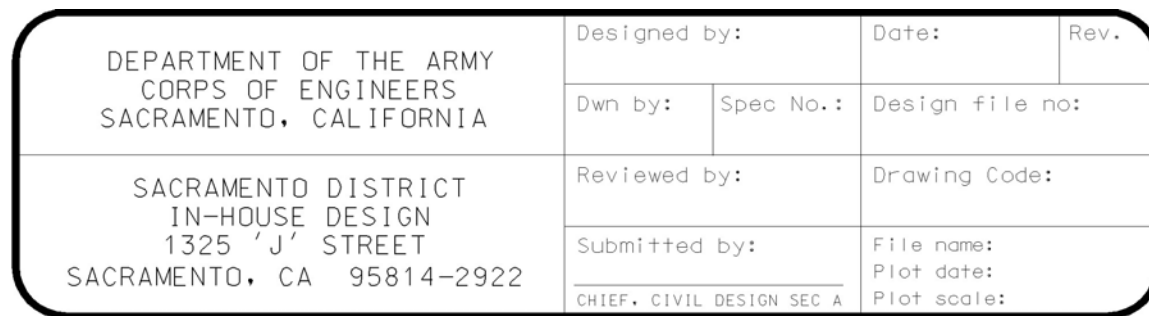 DEPARTMENT OF THE ARMY
CORPS OF ENGINEERS
SACRAMENTO, CALIFORNIA
SACRAMENTO DISTRICT
IN-HOUSE DESIGN
1325 'J' STREET
SACRAMENTO, CA 95814-2922
Designed by:
Date:
Rev.
Dwn by:
Spec No.:
Design file no:
Reviewed by:
Drawing Code:
Submitted by:
CHIEF, CIVIL DESIGN SEC A
File name:
Plot date:
Plot scale: